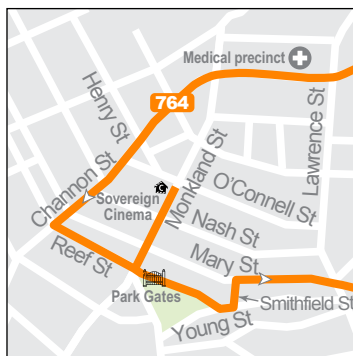 Medical precinct
764
Henry St
Lawrence St
Channon St
Monkland St
O'Connell St
Sovereign
Cinema
Nash St
Reef St
Mary St
Park Gates
Smithfield St
Young St